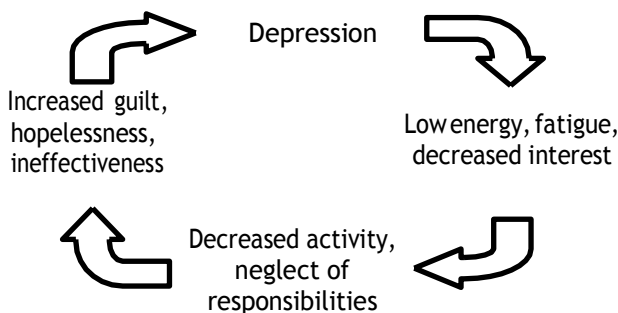 Depression
Low energy, fatigue,
decreased interest
Decreased activity,
neglect of
responsibilities
Increased guilt,
hopelessness,
ineffectiveness